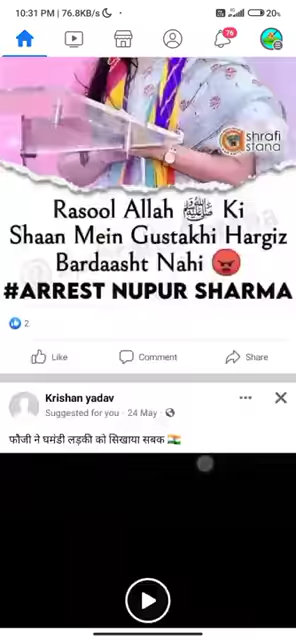 10:31 PM | 76.8KB/s
20%
76
shrafi
stana
Rasool Allah ﷺ Ki
Shaan Mein Gustakhi Hargiz
Bardaasht Nahi
#ARREST NUPUR SHARMA
2
Like
Comment
Share
Krishan yadav
Suggested for you · 24 May ·
फौजी ने घमंडी लड़की को सिखाया सबक